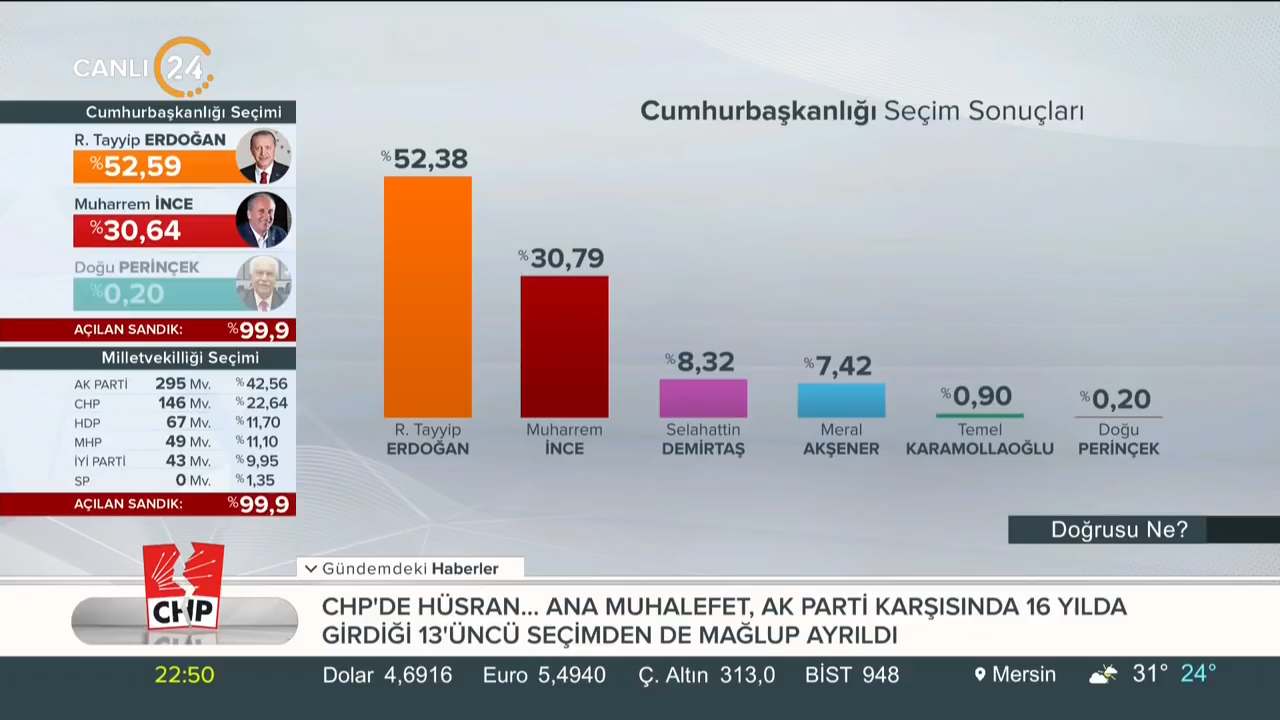 CANLI 24
Cumhurbaşkanlığı Seçimi
R. Tayyip ERDOĞAN
%52,59
Muharrem İNCE
%30,64
Doğu PERİNÇEK
%0,20
AÇILAN SANDIK: %99,9
Milletvekilliği Seçimi
AK PARTİ 295 Mv. %42,56
CHP 146 Mv. %22,64
HDP 67 Mv. %11,70
MHP 49 Mv. %11,10
İYİ PARTİ 43 Mv. %9,95
SP 0 Mv. %1,35
AÇILAN SANDIK: %99,9
Cumhurbaşkanlığı Seçim Sonuçları
%52,38
%30,79
%8,32
%7,42
%0,90
%0,20
R. Tayyip ERDOĞAN
Muharrem İNCE
Selahattin DEMİRTAŞ
Meral AKŞENER
Temel KARAMOLLAOĞLU
Doğu PERİNÇEK
Doğrusu Ne?
CHP
Gündemdeki Haberler
CHP'DE HÜSRAN... ANA MUHALEFET, AK PARTİ KARŞISINDA 16 YILDA
GİRDİĞİ 13'ÜNCÜ SEÇİMDEN DE MAĞLUP AYRILDI
22:50 Dolar 4,6916 Euro 5,4940 Ç. Altın 313,0 BİST 948 Mersin 31° 24°